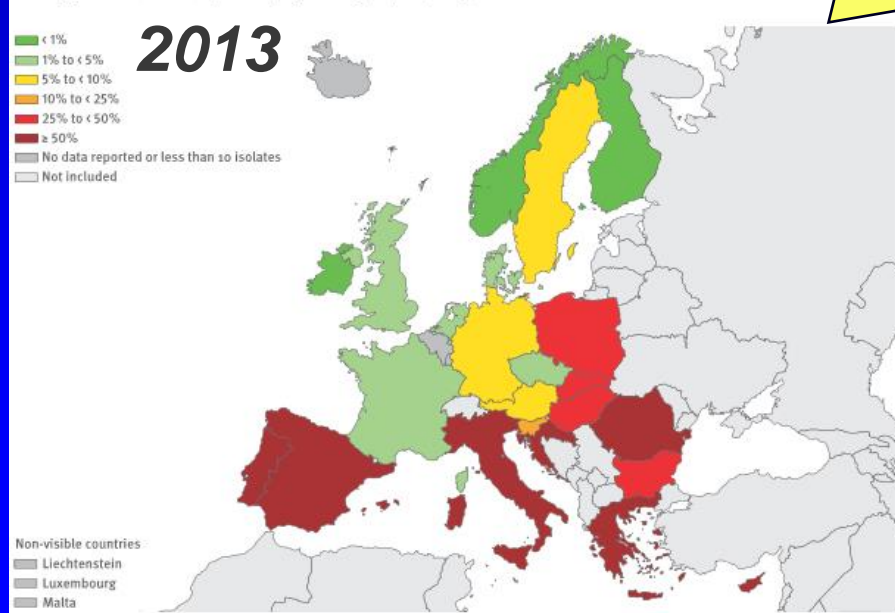 2013
< 1%
1% to < 5%
5% to < 10%
10% to < 25%
25% to < 50%
≥ 50%
No data reported or less than 10 isolates
Not included
Non-visible countries
Liechtenstein
Luxembourg
Malta